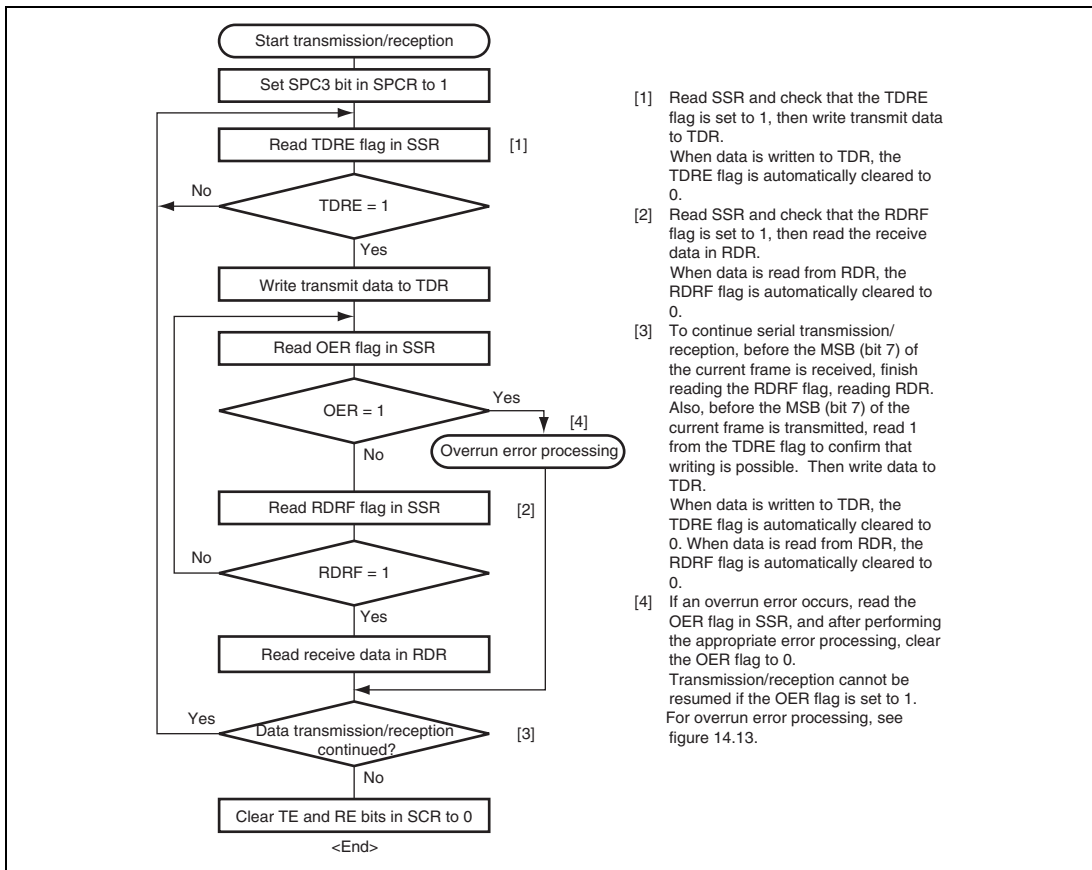 Start transmission/reception
Set SPC3 bit in SPCR to 1
Read TDRE flag in SSR
[1]
No
TDRE = 1
Yes
Write transmit data to TDR
Read OER flag in SSR
OER = 1
Yes
[4]
No
Overrun error processing
Read RDRF flag in SSR
[2]
No
RDRF = 1
Yes
Read receive data in RDR
Yes
Data transmission/reception
continued?
[3]
No
Clear TE and RE bits in SCR to 0
<End>
[1] Read SSR and check that the TDRE
flag is set to 1, then write transmit data
to TDR.
When data is written to TDR, the
TDRE flag is automatically cleared to
0.
[2] Read SSR and check that the RDRF
flag is set to 1, then read the receive
data in RDR.
When data is read from RDR, the
RDRF flag is automatically cleared to
0.
[3] To continue serial transmission/
reception, before the MSB (bit 7) of
the current frame is received, finish
reading the RDRF flag, reading RDR.
Also, before the MSB (bit 7) of the
current frame is transmitted, read 1
from the TDRE flag to confirm that
writing is possible. Then write data to
TDR.
When data is written to TDR, the
TDRE flag is automatically cleared to
0. When data is read from RDR, the
RDRF flag is automatically cleared to
0.
[4] If an overrun error occurs, read the
OER flag in SSR, and after performing
the appropriate error processing, clear
the OER flag to 0.
Transmission/reception cannot be
resumed if the OER flag is set to 1.
For overrun error processing, see
figure 14.13.